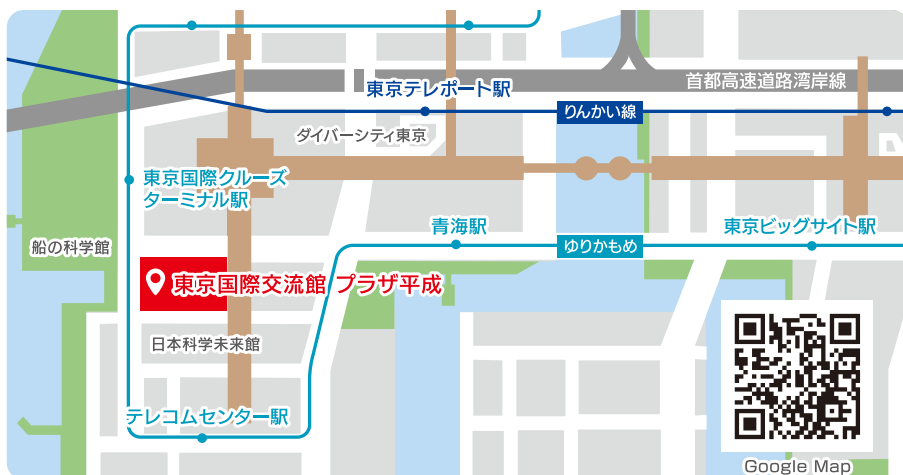 首都高速道路湾岸線
東京テレポート駅
りんかい線
ダイバーシティ東京
東京国際クルーズ
ターミナル駅
青海駅
東京ビッグサイト駅
船の科学館
ゆりかもめ
東京国際交流館 プラザ平成
日本科学未来館
テレコムセンター駅
Google Map